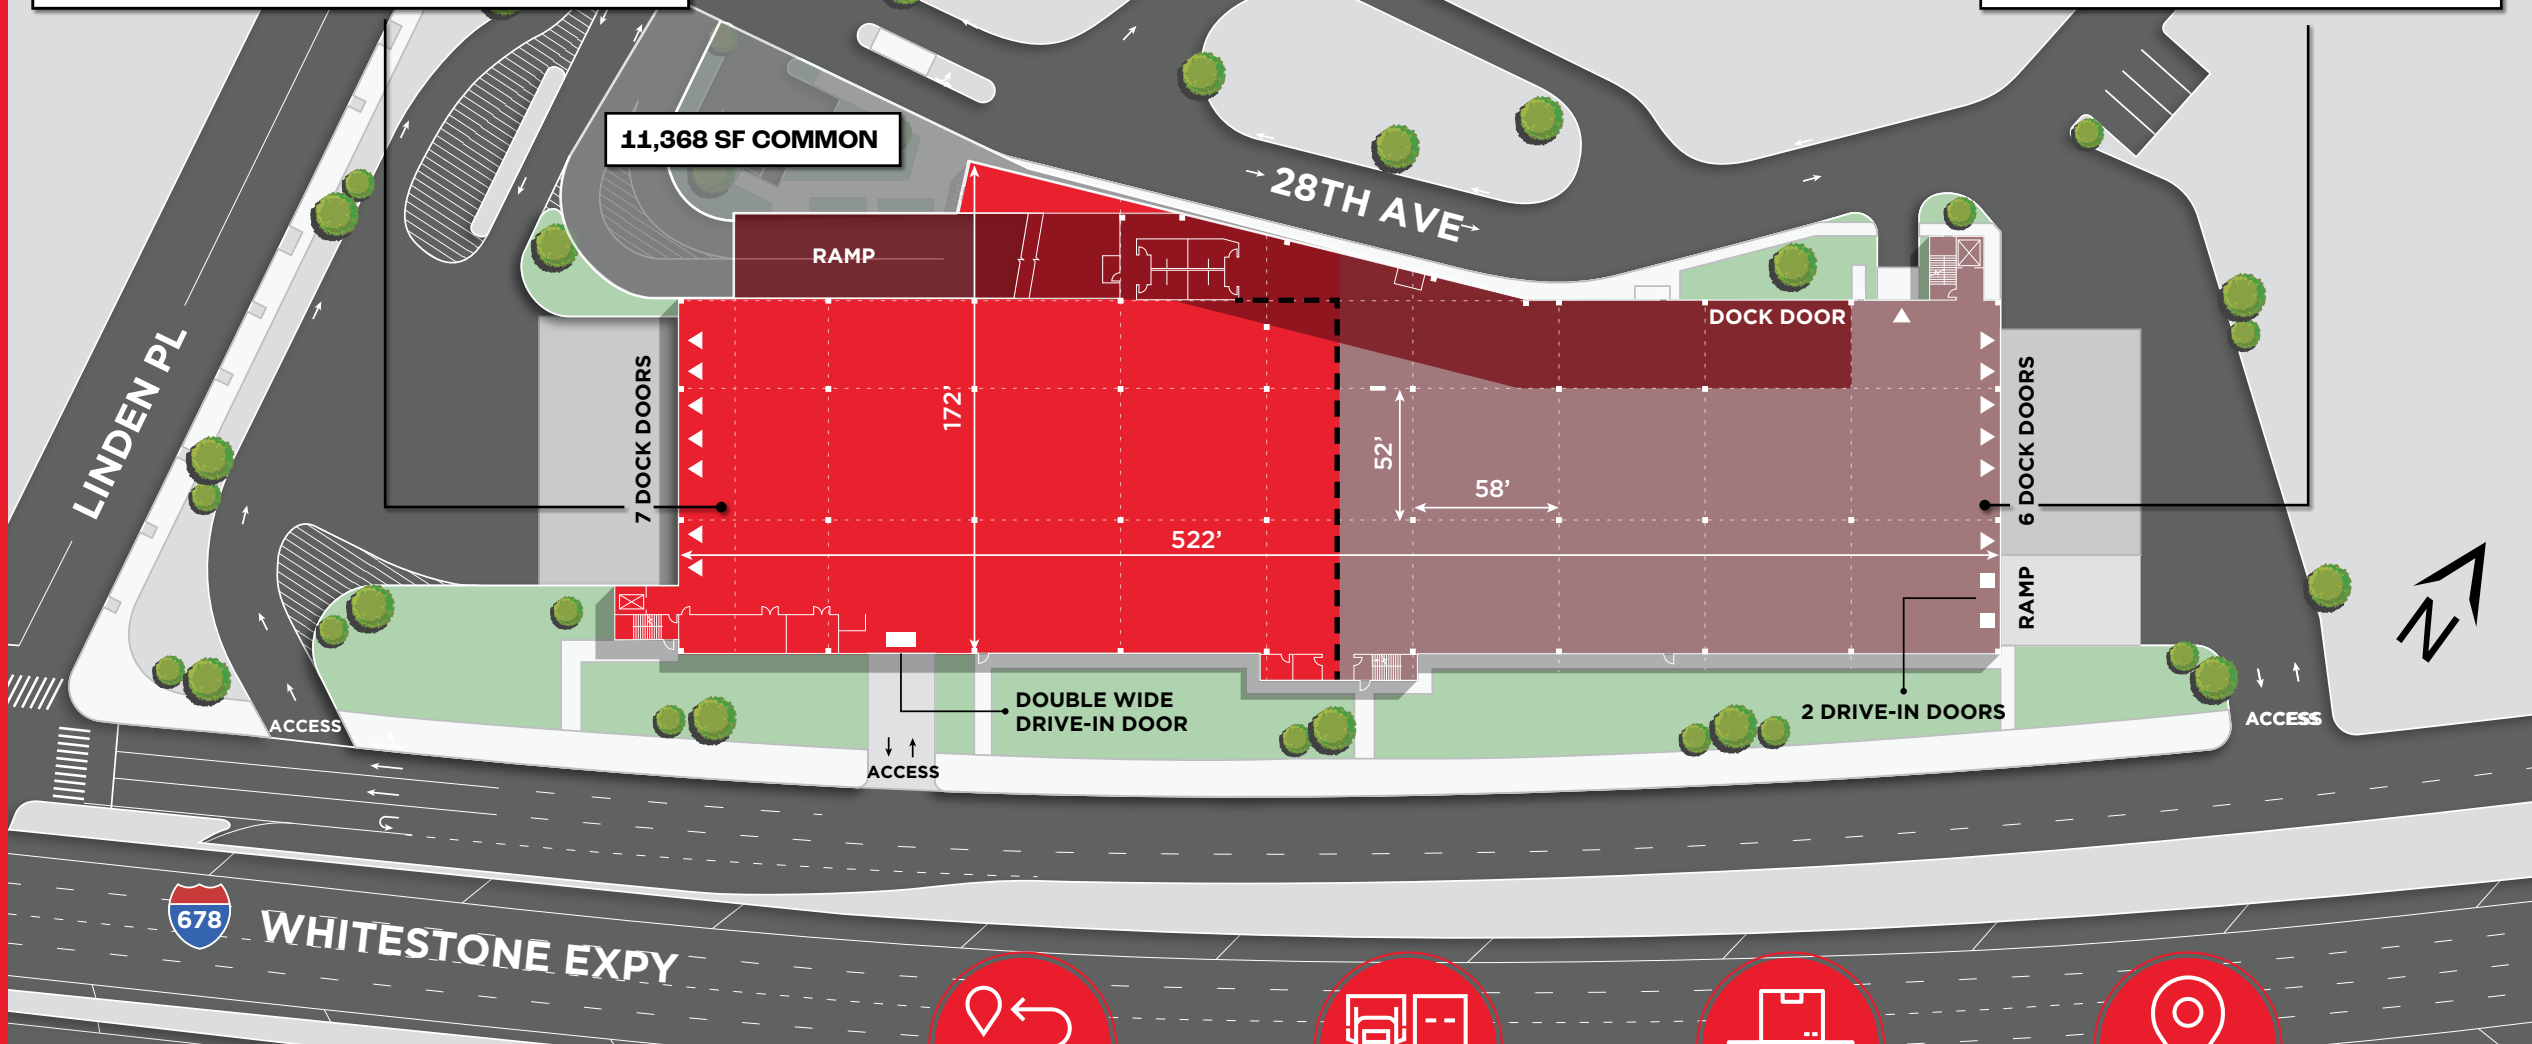 11,368 SF COMMON
28TH AVE
RAMP
DOCK DOOR
LINDEN PL
7 DOCK DOORS
172’
52’
58’
6 DOCK DOORS
522’
RAMP
N
DOUBLE WIDE
DRIVE-IN DOOR
2 DRIVE-IN DOORS
ACCESS
ACCESS
ACCESS
678
WHITESTONE EXPY